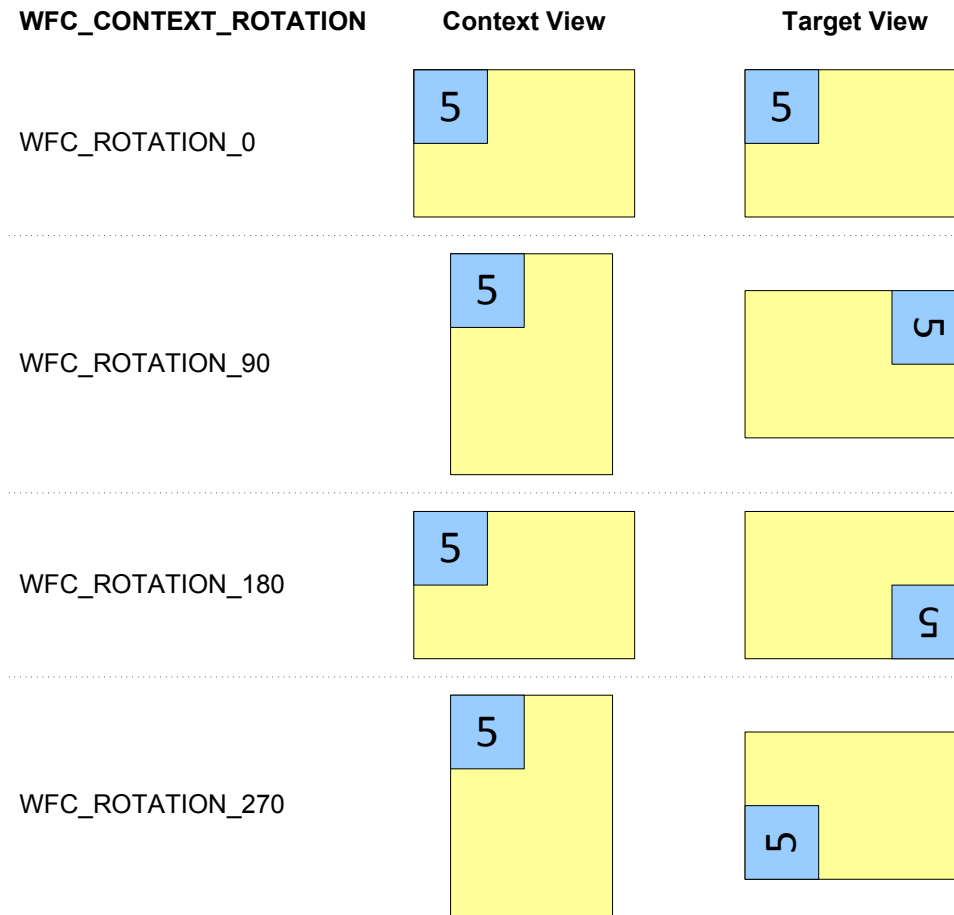 WFC_CONTEXT_ROTATION Context View Target View
WFC_ROTATION_0 5 5
WFC_ROTATION_90 5 5
WFC_ROTATION_180 5 5
WFC_ROTATION_270 5 5